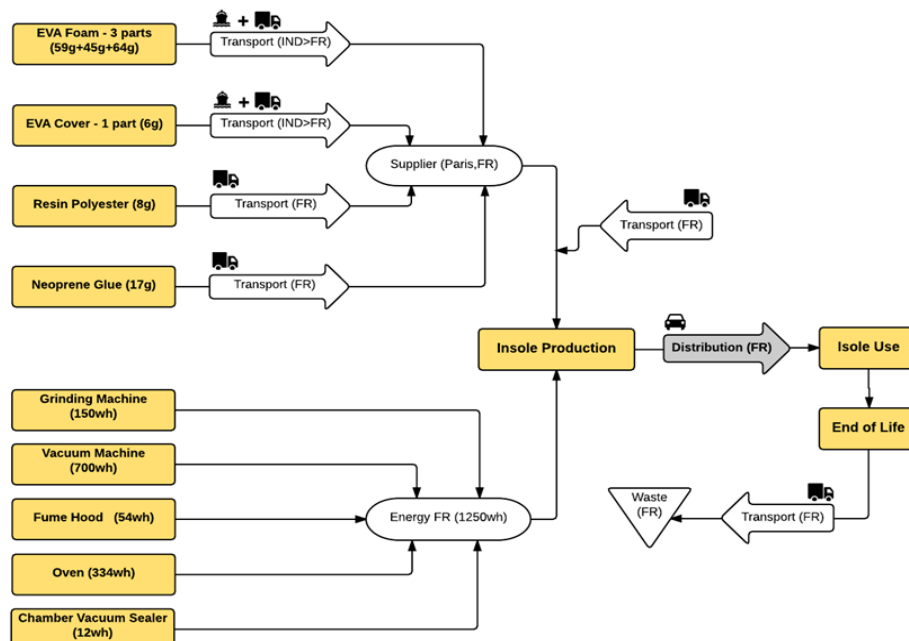 EVA Foam - 3 parts
(59g+45g+64g)
+
Transport (IND>FR)
EVA Cover - 1 part (6g)
+
Transport (IND>FR)
Supplier (Paris,FR)
Resin Polyester (8g)
Transport (FR)
Transport (FR)
Neoprene Glue (17g)
Transport (FR)
Insole Production
Distribution (FR)
Isole Use
Grinding Machine
(150wh)
End of Life
Vacuum Machine
(700wh)
Waste
(FR)
Transport (FR)
Fume Hood (54wh)
Energy FR (1250wh)
Oven (334wh)
Chamber Vacuum Sealer
(12wh)